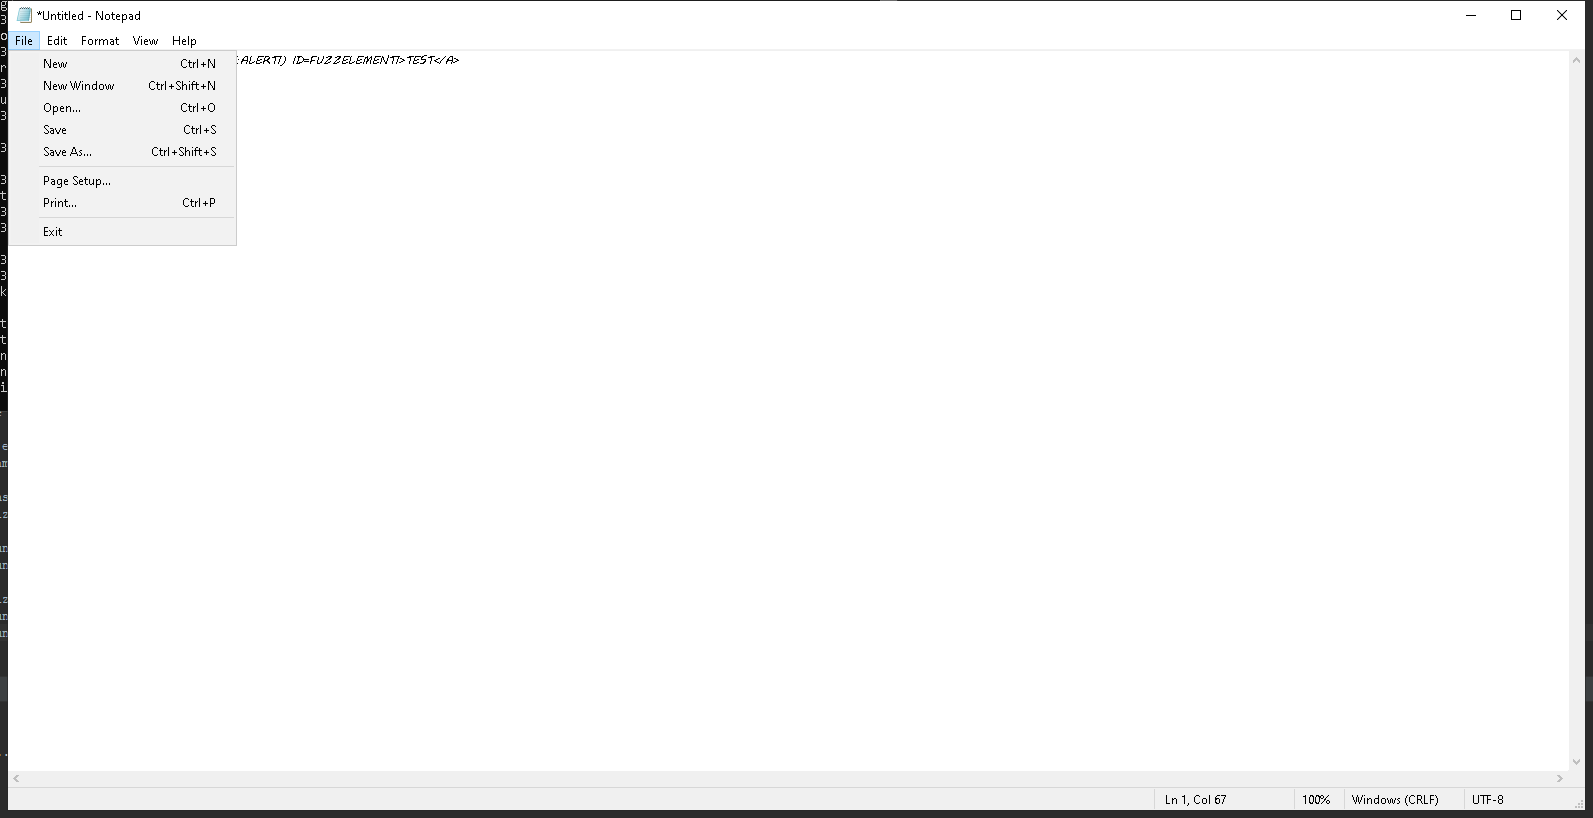 *Untitled - Notepad
File Edit Format View Help
:ALERT1) ID=FUZZELEMENT1>TEST</A>
New Ctrl+N
New Window Ctrl+Shift+N
Open... Ctrl+O
Save Ctrl+S
Save As... Ctrl+Shift+S
Page Setup...
Print... Ctrl+P
Exit
Ln 1, Col 67 100% Windows (CRLF) UTF-8